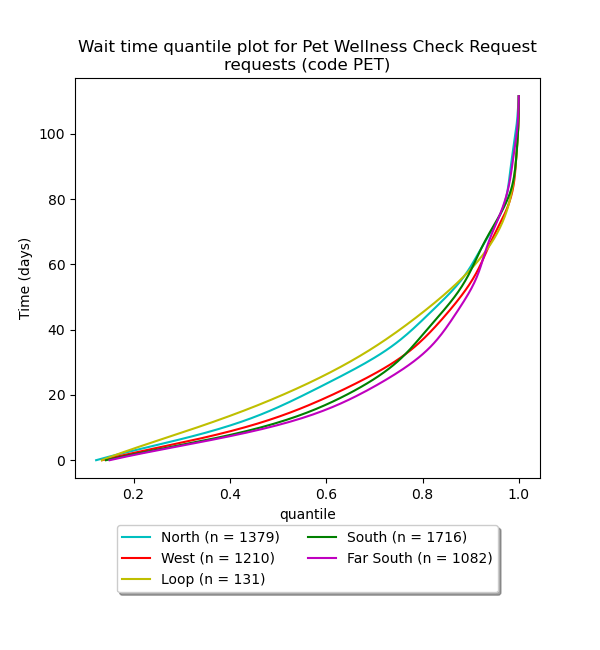 Wait time quantile plot for Pet Wellness Check Request
requests (code PET)
Time (days)
100
80
60
40
20
0
0.2 0.4 0.6 0.8 1.0
quantile
North (n = 1379) South (n = 1716)
West (n = 1210) Far South (n = 1082)
Loop (n = 131)